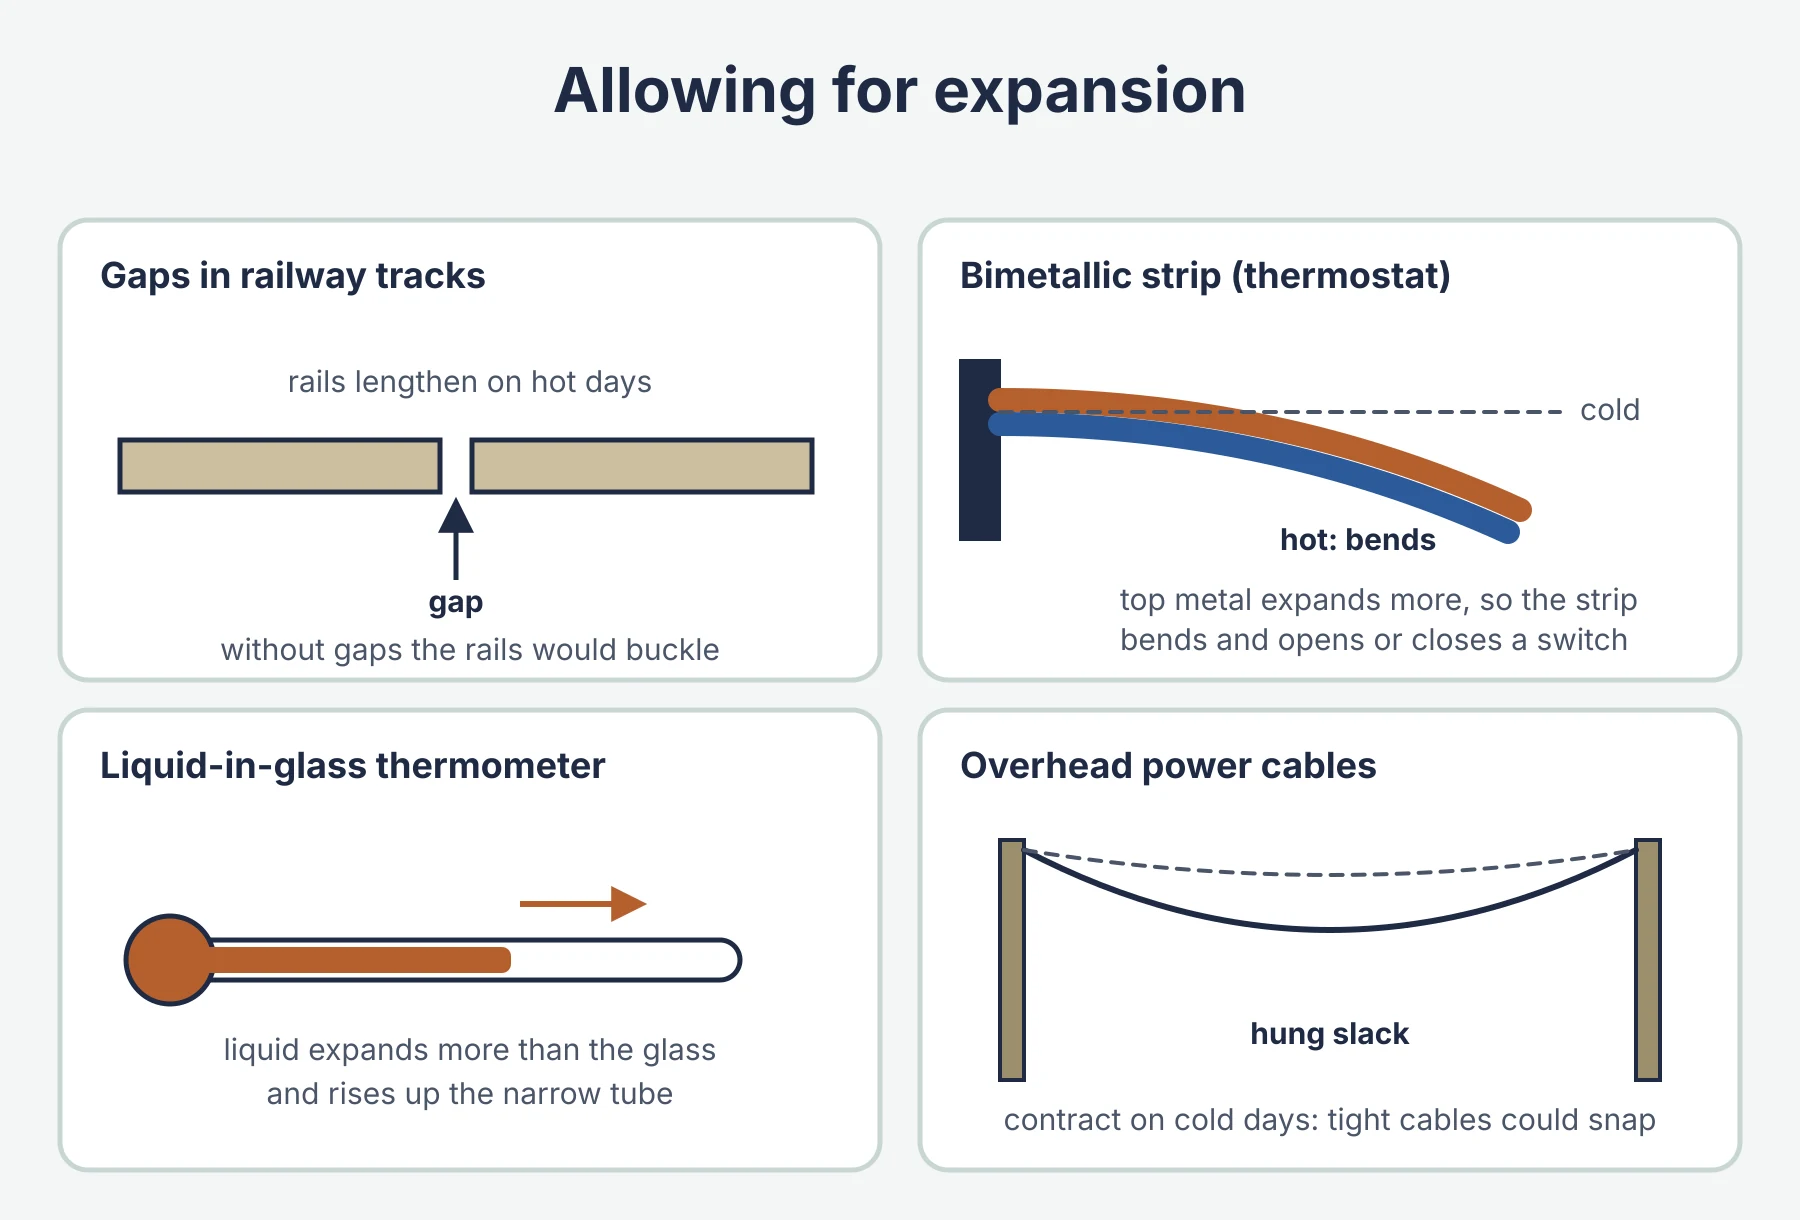 Allowing for expansion
Gaps in railway tracks
rails lengthen on hot days
gap
without gaps the rails would buckle
Bimetallic strip (thermostat)
cold
hot: bends
top metal expands more, so the strip
bends and opens or closes a switch
Liquid-in-glass thermometer
liquid expands more than the glass
and rises up the narrow tube
Overhead power cables
hung slack
contract on cold days: tight cables could snap